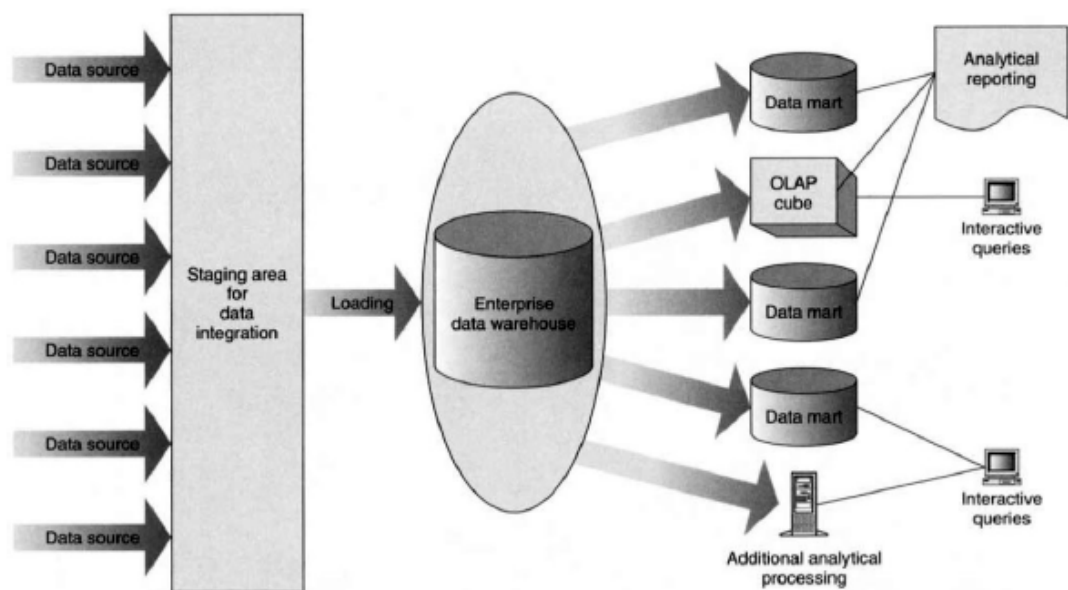 Data source
Data source
Data source
Data source
Data source
Data source
Staging area
for
data
integration
Loading
Enterprise
data warehouse
Data mart
OLAP
cube
Data mart
Data mart
Additional analytical
processing
Analytical
reporting
Interactive
queries
Interactive
queries